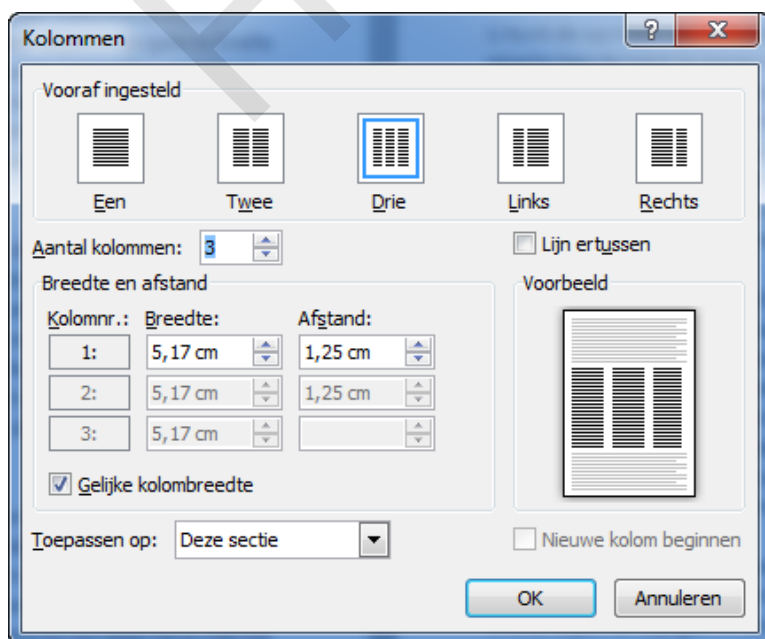 Kolommen
Vooraf ingesteld
Een Twee Drie Links Rechts
Aantal kolommen: 3
Lijn ertussen
Breedte en afstand
Voorbeeld
Kolomnr.: Breedte: Afstand:
1: 5,17 cm 1,25 cm
2: 5,17 cm 1,25 cm
3: 5,17 cm
Gelijke kolombreedte
Toepassen op: Deze sectie
Nieuwe kolom beginnen
OK Annuleren